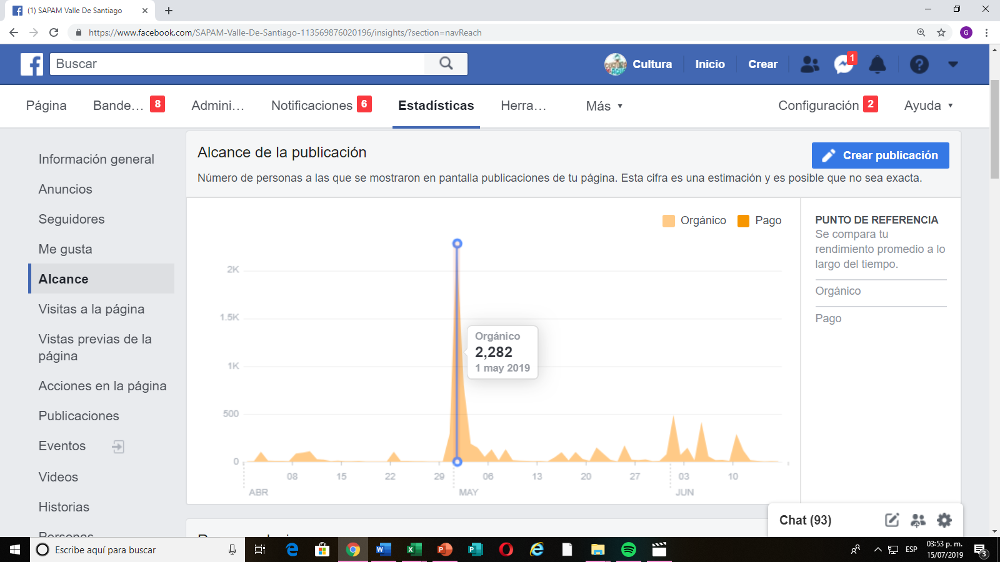 (1) SAPAM Valle De Santiago
https://www.facebook.com/SAPAM-Valle-De-Santiago-113569876020196/insights/?section=navReach
G
Buscar
Cultura
Inicio
Crear
1
Página
Bande... 8
Admini...
Notificaciones 6
Estadísticas
Herra...
Más
Configuración 2
Ayuda
Información general
Anuncios
Seguidores
Me gusta
Alcance
Visitas a la página
Vistas previas de la
página
Acciones en la página
Publicaciones
Eventos
Videos
Historias
Personas
Alcance de la publicación
Crear publicación
Número de personas a las que se mostraron en pantalla publicaciones de tu página. Esta cifra es una estimación y es posible que no sea exacta.
Orgánico
Pago
2K
1.5K
1K
500
0
Orgánico
2,282
1 may 2019
08 15 22 29 06 13 20 27 03 10
ABR MAY JUN
PUNTO DE REFERENCIA
Se compara tu
rendimiento promedio a lo
largo del tiempo.
Orgánico
Pago
Chat (93)
Escribe aquí para buscar
ESP
03:53 p. m.
15/07/2019
3